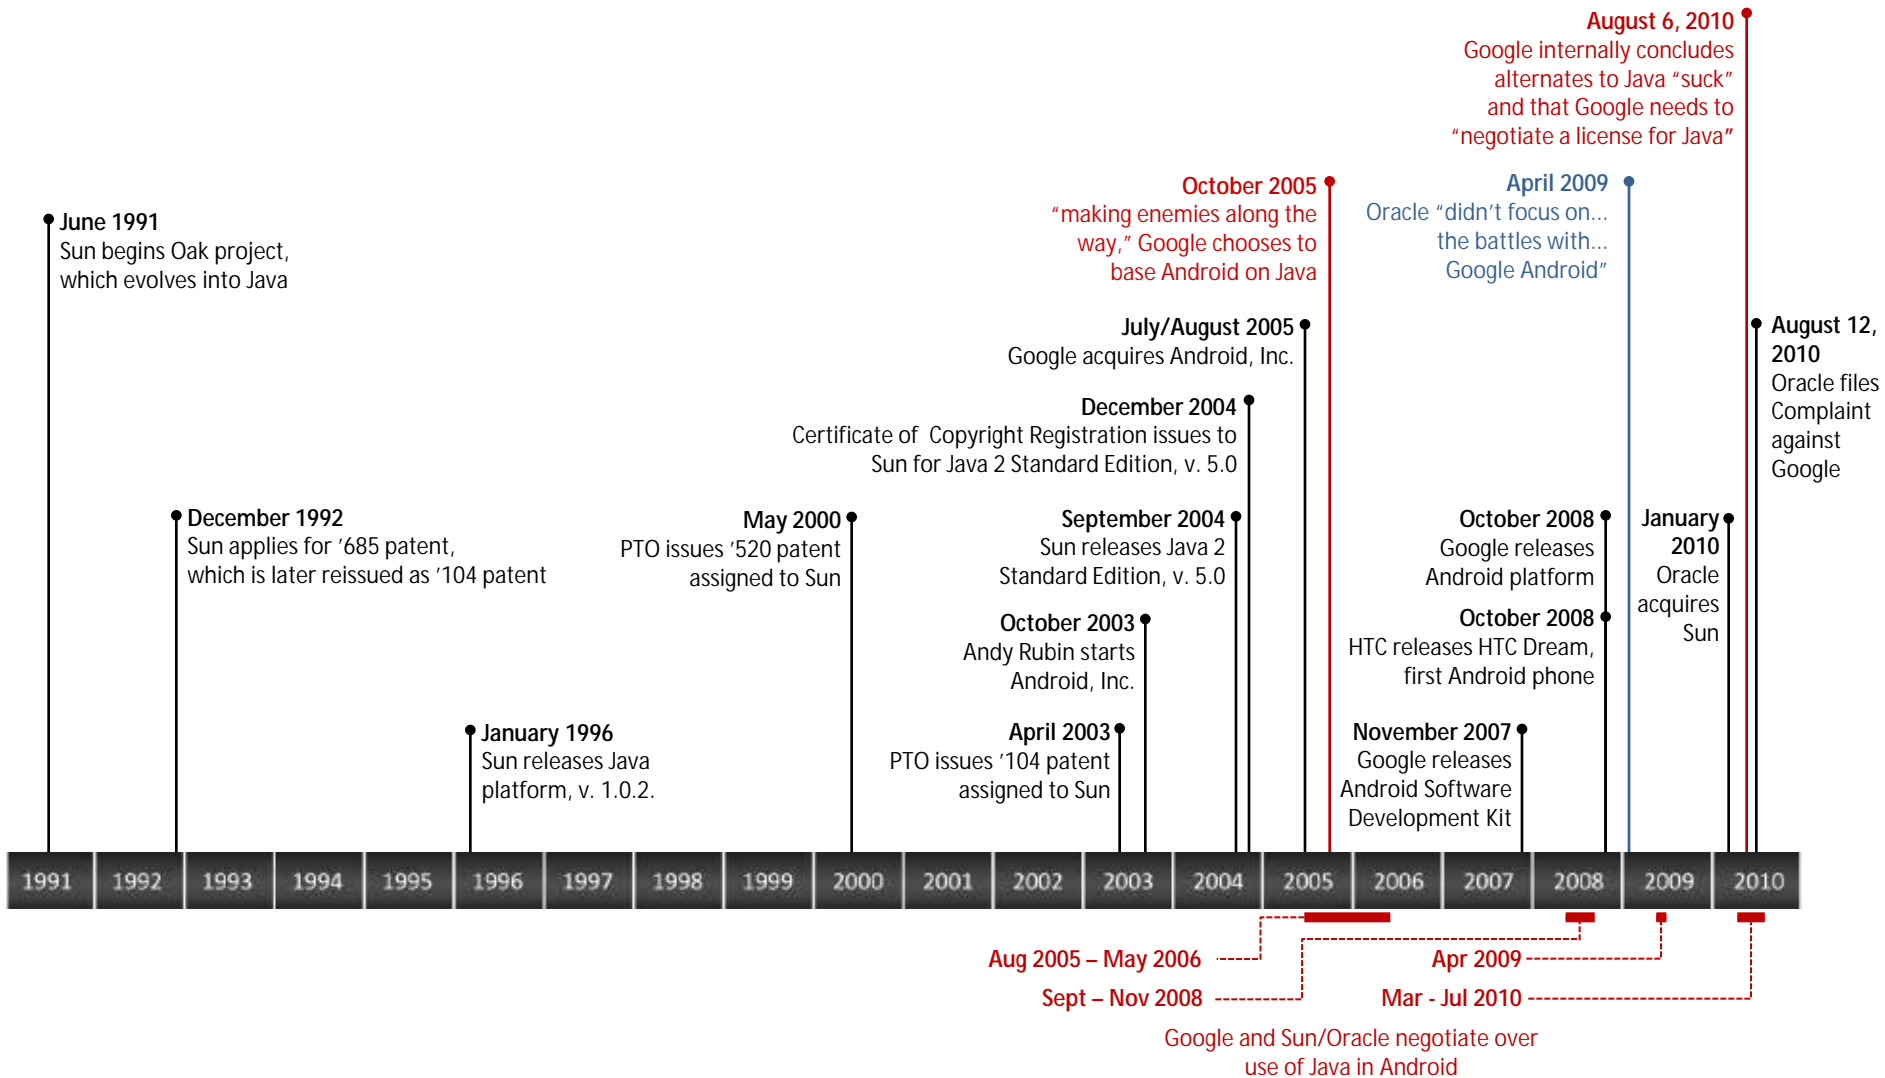 August 6, 2010
Google internally concludes
alternates to Java “suck”
and that Google needs to
“negotiate a license for Java”
October 2005
“making enemies along the
way,” Google chooses to
base Android on Java
April 2009
Oracle “didn’t focus on...
the battles with...
Google Android”
June 1991
Sun begins Oak project,
which evolves into Java
July/August 2005
Google acquires Android, Inc.
August 12,
2010
Oracle files
Complaint
against
Google
December 2004
Certificate of Copyright Registration issues to
Sun for Java 2 Standard Edition, v. 5.0
December 1992
Sun applies for ’685 patent,
which is later reissued as ’104 patent
May 2000
PTO issues ’520 patent
assigned to Sun
September 2004
Sun releases Java 2
Standard Edition, v. 5.0
October 2008
Google releases
Android platform
January
2010
Oracle
acquires
Sun
October 2003
Andy Rubin starts
Android, Inc.
October 2008
HTC releases HTC Dream,
first Android phone
January 1996
Sun releases Java
platform, v. 1.0.2.
April 2003
PTO issues ’104 patent
assigned to Sun
November 2007
Google releases
Android Software
Development Kit
1991 1992 1993 1994 1995 1996 1997 1998 1999 2000 2001 2002 2003 2004 2005 2006 2007 2008 2009 2010
Aug 2005 – May 2006
Apr 2009
Sept – Nov 2008
Mar - Jul 2010
Google and Sun/Oracle negotiate over
use of Java in Android